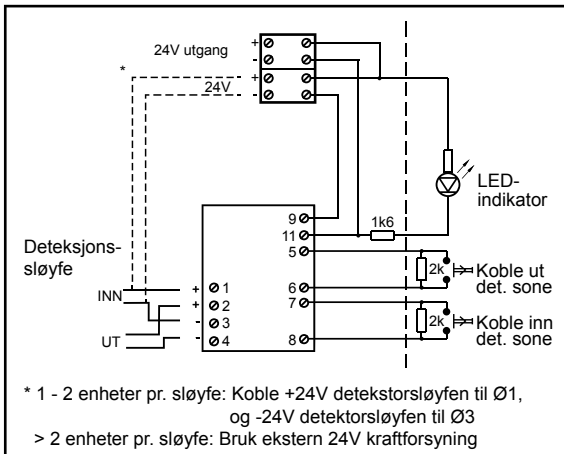 24V utgang
+
-
*
24V
+
-
LED-
indikator
1k6
9
11
5
6
7
8
Deteksjons-
sløyfe
INN
UT
+ 1
+ 2
- 3
- 4
2k
Koble ut
det. sone
2k
Koble inn
det. sone
* 1 - 2 enheter pr. sløyfe: Koble +24V detekstorsløyfen til Ø1,
og -24V detektorsløyfen til Ø3
> 2 enheter pr. sløyfe: Bruk ekstern 24V kraftforsyning